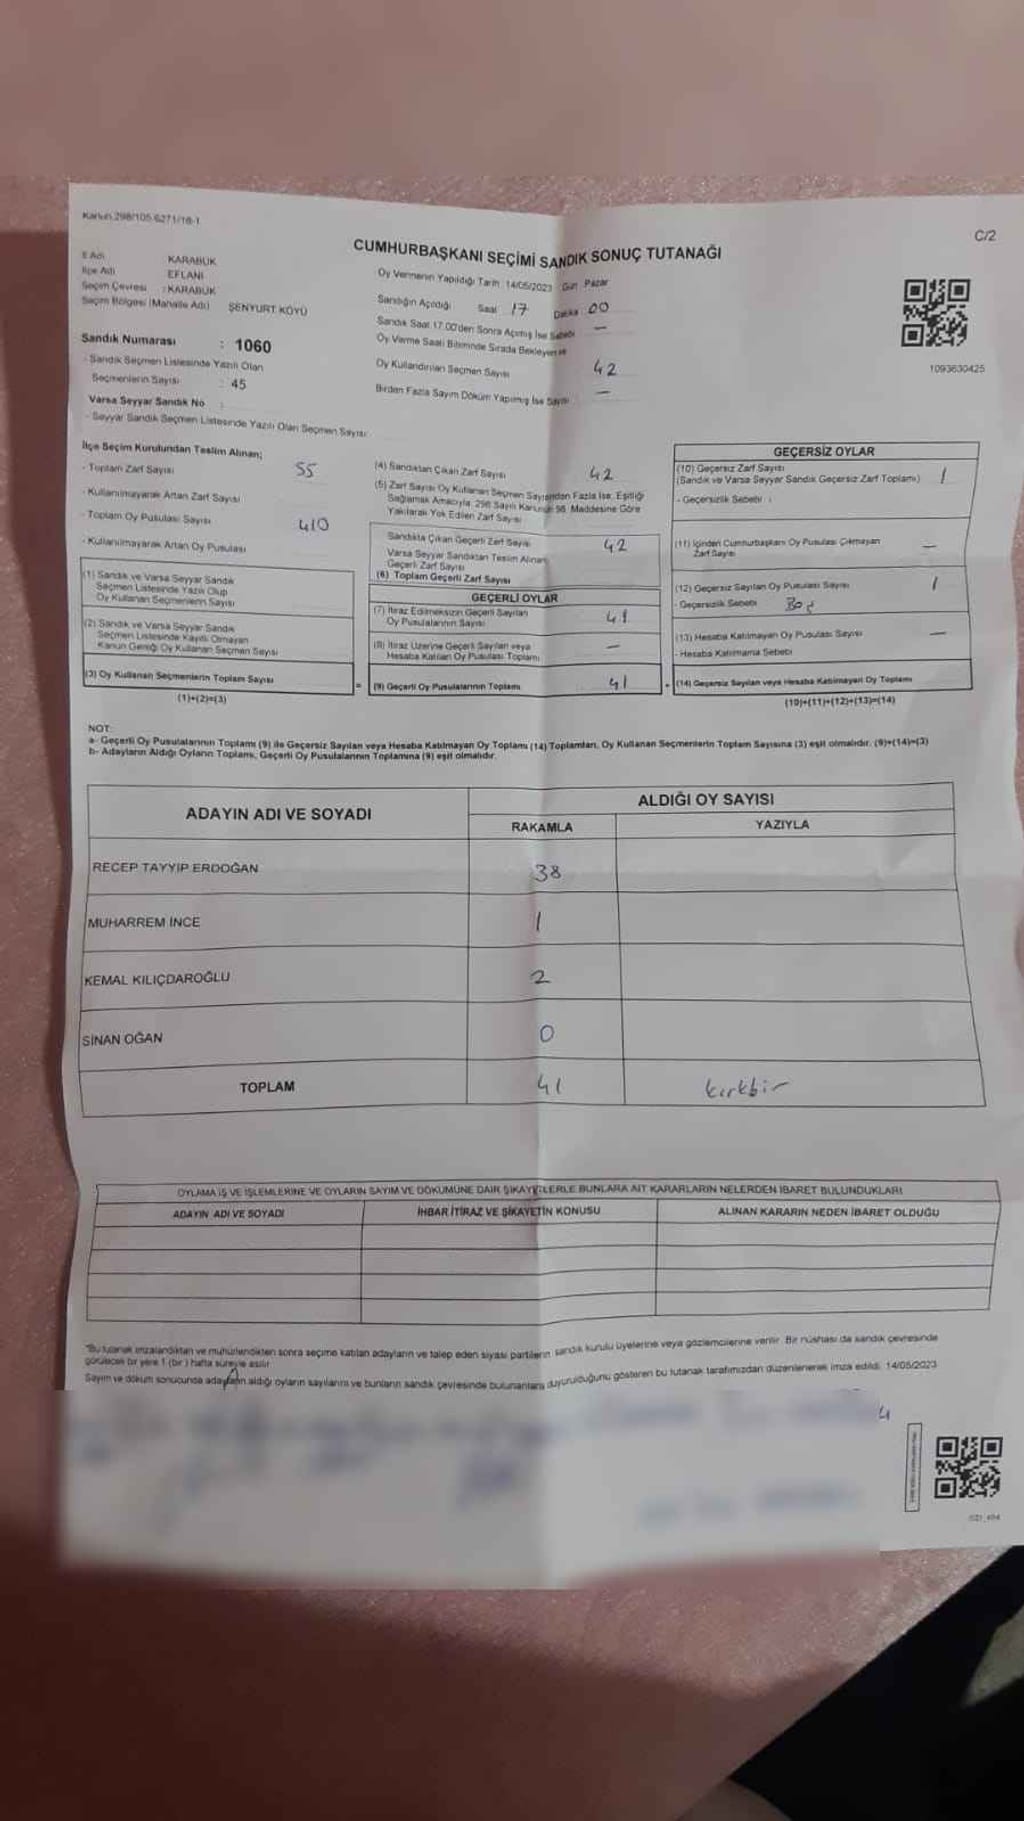 Kanun 298/105 6271/18-1
C/2
CUMHURBAŞKANI SEÇİMİ SANDIK SONUÇ TUTANAĞI
İl Adı KARABÜK
İlçe Adı EFLANİ
Seçim Çevresi : KARABÜK
Seçim Bölgesi (Mahalle Adı) ŞENYURT KÖYÜ
Sandık Numarası : 1060
- Sandık Seçmen Listesinde Yazılı Olan
Seçmenlerin Sayısı : 45
Varsa Seyyar Sandık No :
- Seyyar Sandık Seçmen Listesinde Yazılı Olan Seçmen Sayısı
Oy Vermenin Yapıldığı Tarih : 14/05/2023 Gün : Pazar
Sandığın Açıldığı Saat 17 Dakika 00
Sandık Saat 17.00'den Sonra Açılmış İse Sebebi —
Oy Verme Saati Bitiminde Sırada Bekleyen ve
Oy Kullandırılan Seçmen Sayısı 42
Birden Fazla Sayım Döküm Yapılmış İse Sayısı —
1093630425
İlçe Seçim Kurulundan Teslim Alınan;
- Toplam Zarf Sayısı 55
- Kullanılmayarak Artan Zarf Sayısı
- Toplam Oy Pusulası Sayısı 410
- Kullanılmayarak Artan Oy Pusulası
(1) Sandık ve Varsa Seyyar Sandık
Seçmen Listesinde Yazılı Olup
Oy Kullanan Seçmenlerin Sayısı
(2) Sandık ve Varsa Seyyar Sandık
Seçmen Listesinde Kayıtlı Olmayan
Kanun Gereği Oy Kullanan Seçmen Sayısı
(3) Oy Kullanan Seçmenlerin Toplam Sayısı
(1)+(2)=(3)
(4) Sandıktan Çıkan Zarf Sayısı 42
(5) Zarf Sayısı Oy Kullanan Seçmen Sayısından Fazla İse; Eşitliği
Sağlamak Amacıyla, 298 Sayılı Kanunun 98. Maddesine Göre
Yakılarak Yok Edilen Zarf Sayısı
Sandıkta Çıkan Geçerli Zarf Sayısı 42
Varsa Seyyar Sandıktan Teslim Alınan
Geçerli Zarf Sayısı
(6) Toplam Geçerli Zarf Sayısı
GEÇERLİ OYLAR
(7) İtiraz Edilmeksizin Geçerli Sayılan
Oy Pusulalarının Sayısı 41
(8) İtiraz Üzerine Geçerli Sayılan veya
Hesaba Katılan Oy Pusulası Toplamı —
= (9) Geçerli Oy Pusulalarının Toplamı 41
GEÇERSİZ OYLAR
(10) Geçersiz Zarf Sayısı
(Sandık ve Varsa Seyyar Sandık Geçersiz Zarf Toplamı) 1
- Geçersizlik Sebebi :
(11) İçinden Cumhurbaşkanı Oy Pusulası Çıkmayan
Zarf Sayısı —
(12) Geçersiz Sayılan Oy Pusulası Sayısı 1
- Geçersizlik Sebebi Boş
(13) Hesaba Katılmayan Oy Pusulası Sayısı —
- Hesaba Katılmama Sebebi
+ (14) Geçersiz Sayılan veya Hesaba Katılmayan Oy Toplamı
(10)+(11)+(12)+(13)=(14)
NOT:
a- Geçerli Oy Pusulalarının Toplamı (9) ile Geçersiz Sayılan veya Hesaba Katılmayan Oy Toplamı (14) Toplamları, Oy Kullanan Seçmenlerin Toplam Sayısına (3) eşit olmalıdır. (9)+(14)=(3)
b- Adayların Aldığı Oyların Toplamı; Geçerli Oy Pusulalarının Toplamına (9) eşit olmalıdır.
ADAYIN ADI VE SOYADI ALDIĞI OY SAYISI
RAKAMLA YAZIYLA
RECEP TAYYİP ERDOĞAN 38
MUHARREM İNCE 1
KEMAL KILIÇDAROĞLU 2
SİNAN OĞAN 0
TOPLAM 41 kırkbir
OYLAMA İŞ VE İŞLEMLERİNE VE OYLARIN SAYIM VE DÖKÜMÜNE DAİR ŞİKAYETLERLE BUNLARA AİT KARARLARIN NELERDEN İBARET BULUNDUKLARI
ADAYIN ADI VE SOYADI İHBAR İTİRAZ VE ŞİKAYETİN KONUSU ALINAN KARARIN NEDEN İBARET OLDUĞU
*Bu tutanak imzalandıktan ve mühürlendikten sonra seçime katılan adayların ve talep eden siyasi partilerin sandık kurulu üyelerine veya gözlemcilerine verilir. Bir nüshası da sandık çevresinde
görülecek bir yere 1 (bir) hafta süreyle asılır.
Sayım ve döküm sonucunda adayların aldığı oyların sayılarını ve bunların sandık çevresinde bulunanlara duyurulduğunu gösteren bu tutanak tarafımızdan düzenlenerek imza edildi. 14/05/2023